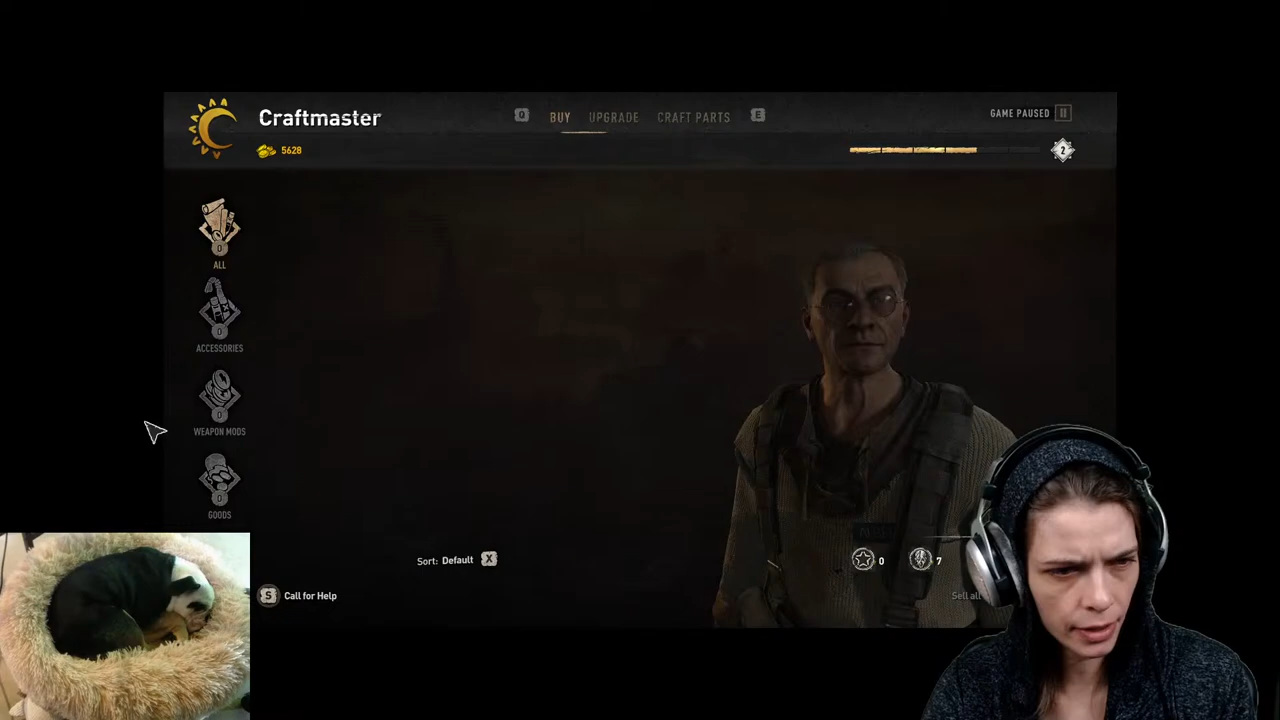 Craftmaster
Q BUY UPGRADE CRAFT PARTS E
GAME PAUSED
5628
2
0
ALL
0
ACCESSORIES
0
WEAPON MODS
0
GOODS
Sort: Default X
0 7
S Call for Help
Sell all